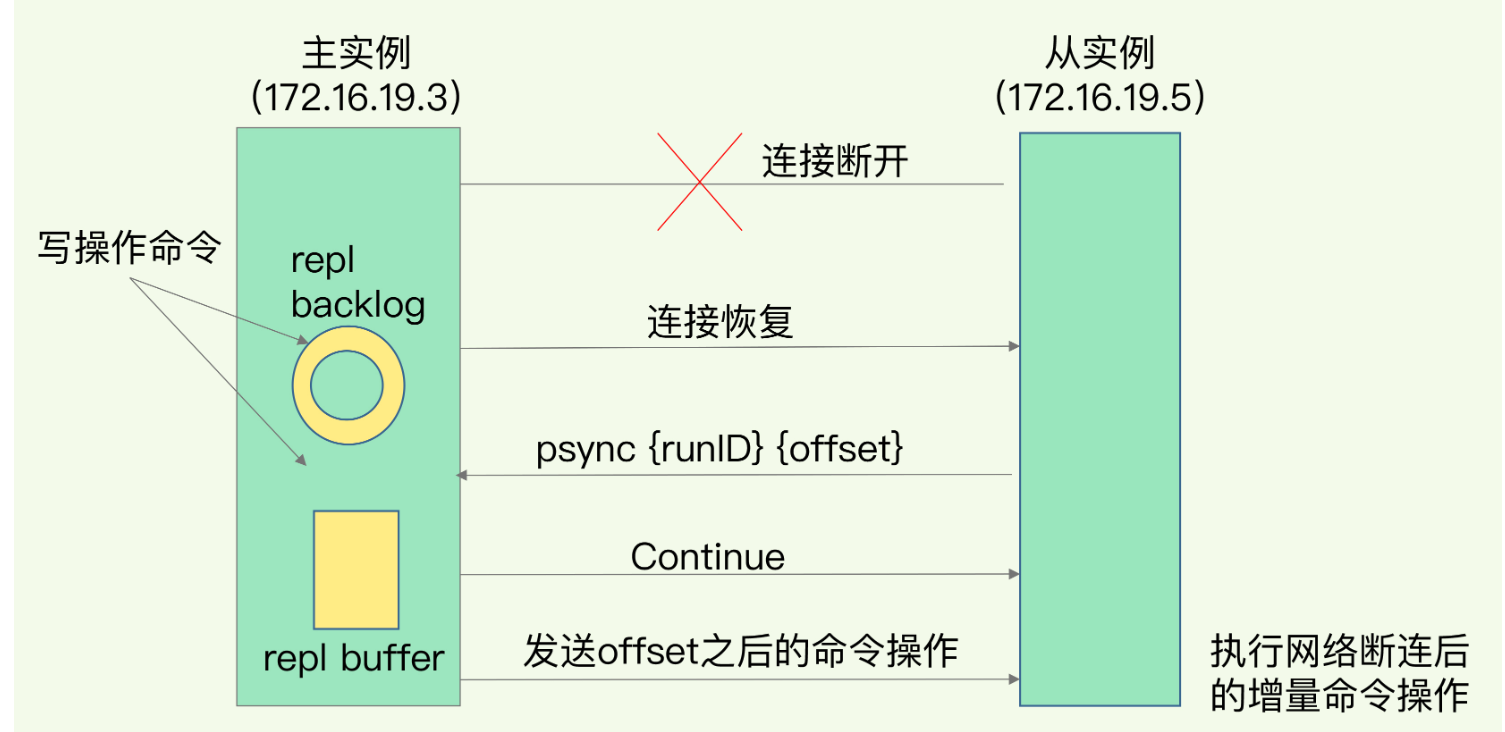 主实例
(172.16.19.3)
从实例
(172.16.19.5)
连接断开
写操作命令
repl
backlog
连接恢复
psync {runID} {offset}
Continue
repl buffer
发送offset之后的命令操作
执行网络断连后
的增量命令操作